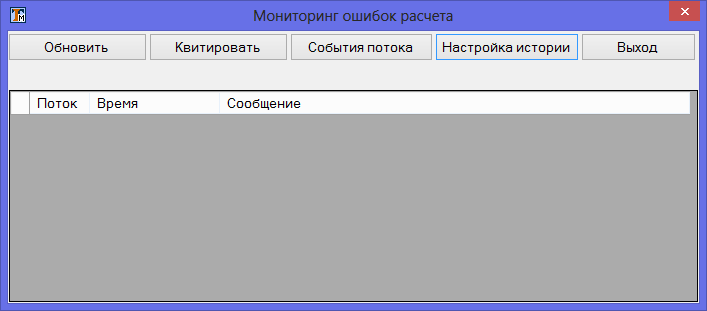 Мониторинг ошибок расчета
Обновить Квитировать События потока Настройка истории Выход
Поток Время Сообщение